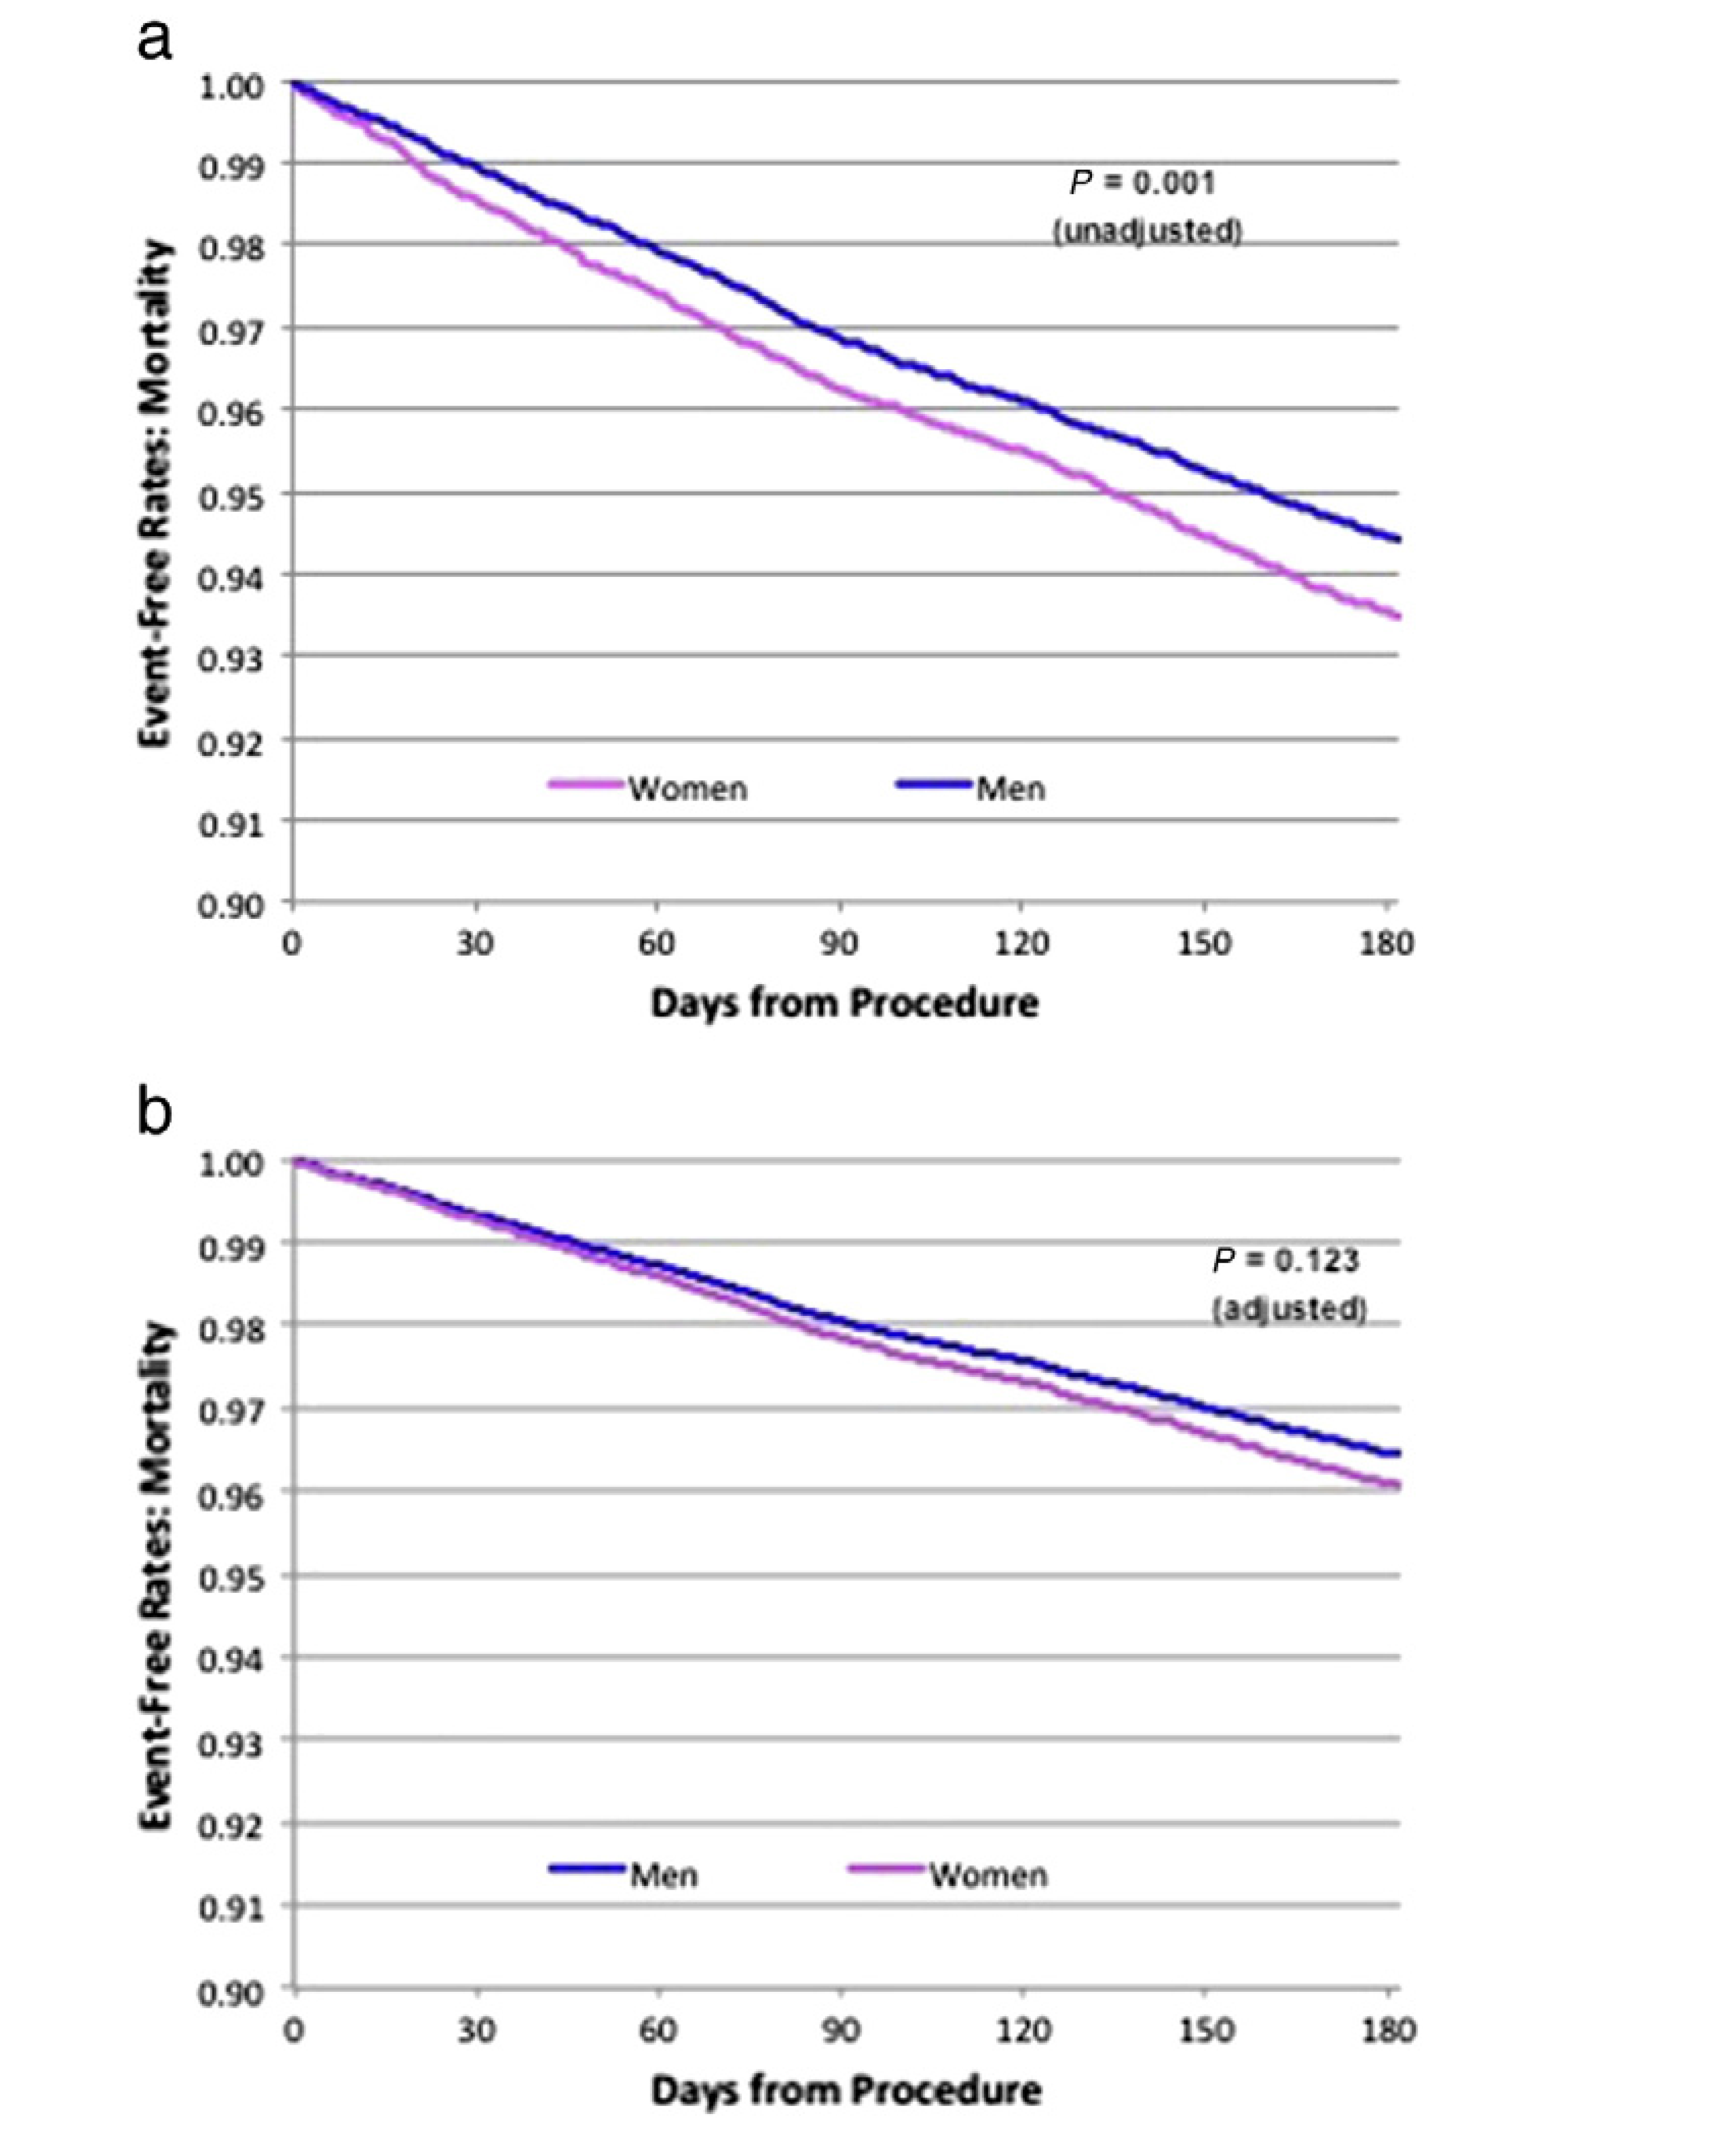 a
1.00
0.99
0.98
0.97
0.96
0.95
0.94
0.93
0.92
0.91
0.90
Event-Free Rates: Mortality
P = 0.001
(unadjusted)
Women Men
0 30 60 90 120 150 180
Days from Procedure
b
1.00
0.99
0.98
0.97
0.96
0.95
0.94
0.93
0.92
0.91
0.90
Event-Free Rates: Mortality
P = 0.123
(adjusted)
Men Women
0 30 60 90 120 150 180
Days from Procedure